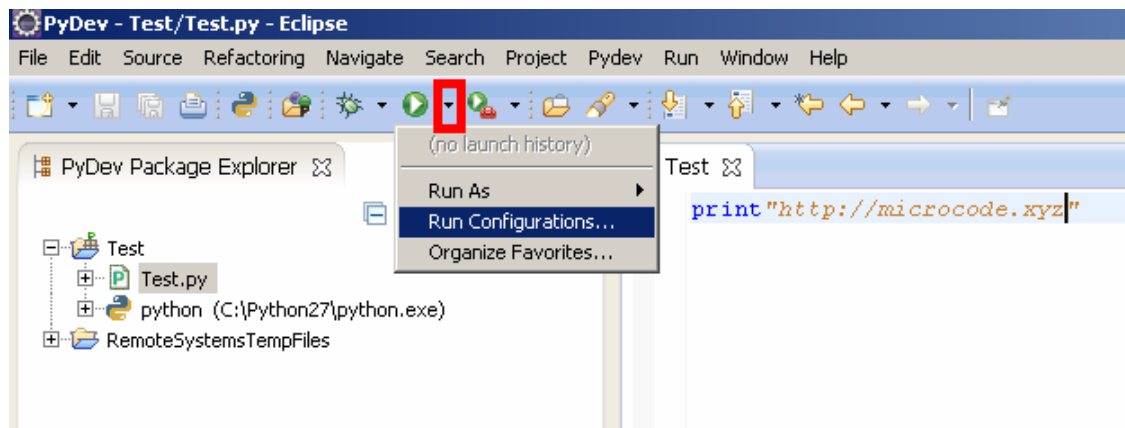 PyDev - Test/Test.py - Eclipse
File Edit Source Refactoring Navigate Search Project Pydev Run Window Help
(no launch history)
Run As
Run Configurations...
Organize Favorites...
PyDev Package Explorer
Test
Test.py
python (C:\Python27\python.exe)
RemoteSystemsTempFiles
Test
print "http://microcode.xyz"